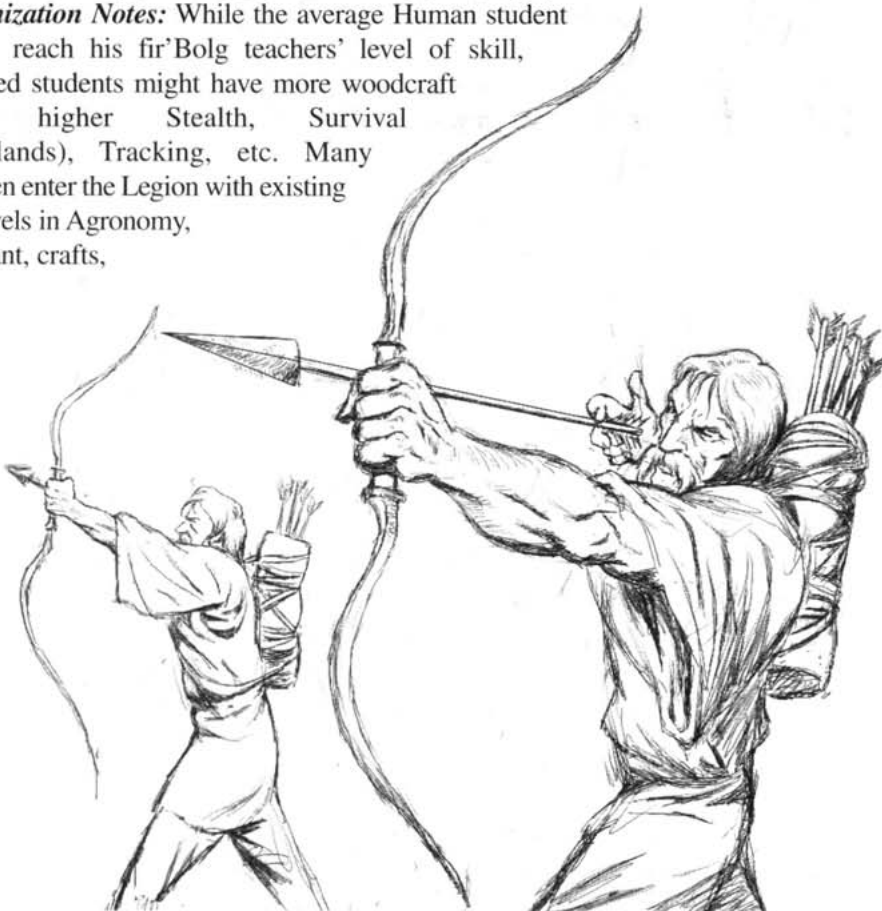 nization Notes: While the average Human student
reach his fir'Bolg teachers' level of skill,
ed students might have more woodcraft
higher Stealth, Survival
lands), Tracking, etc. Many
en enter the Legion with existing
vels in Agronomy,
nt, crafts,